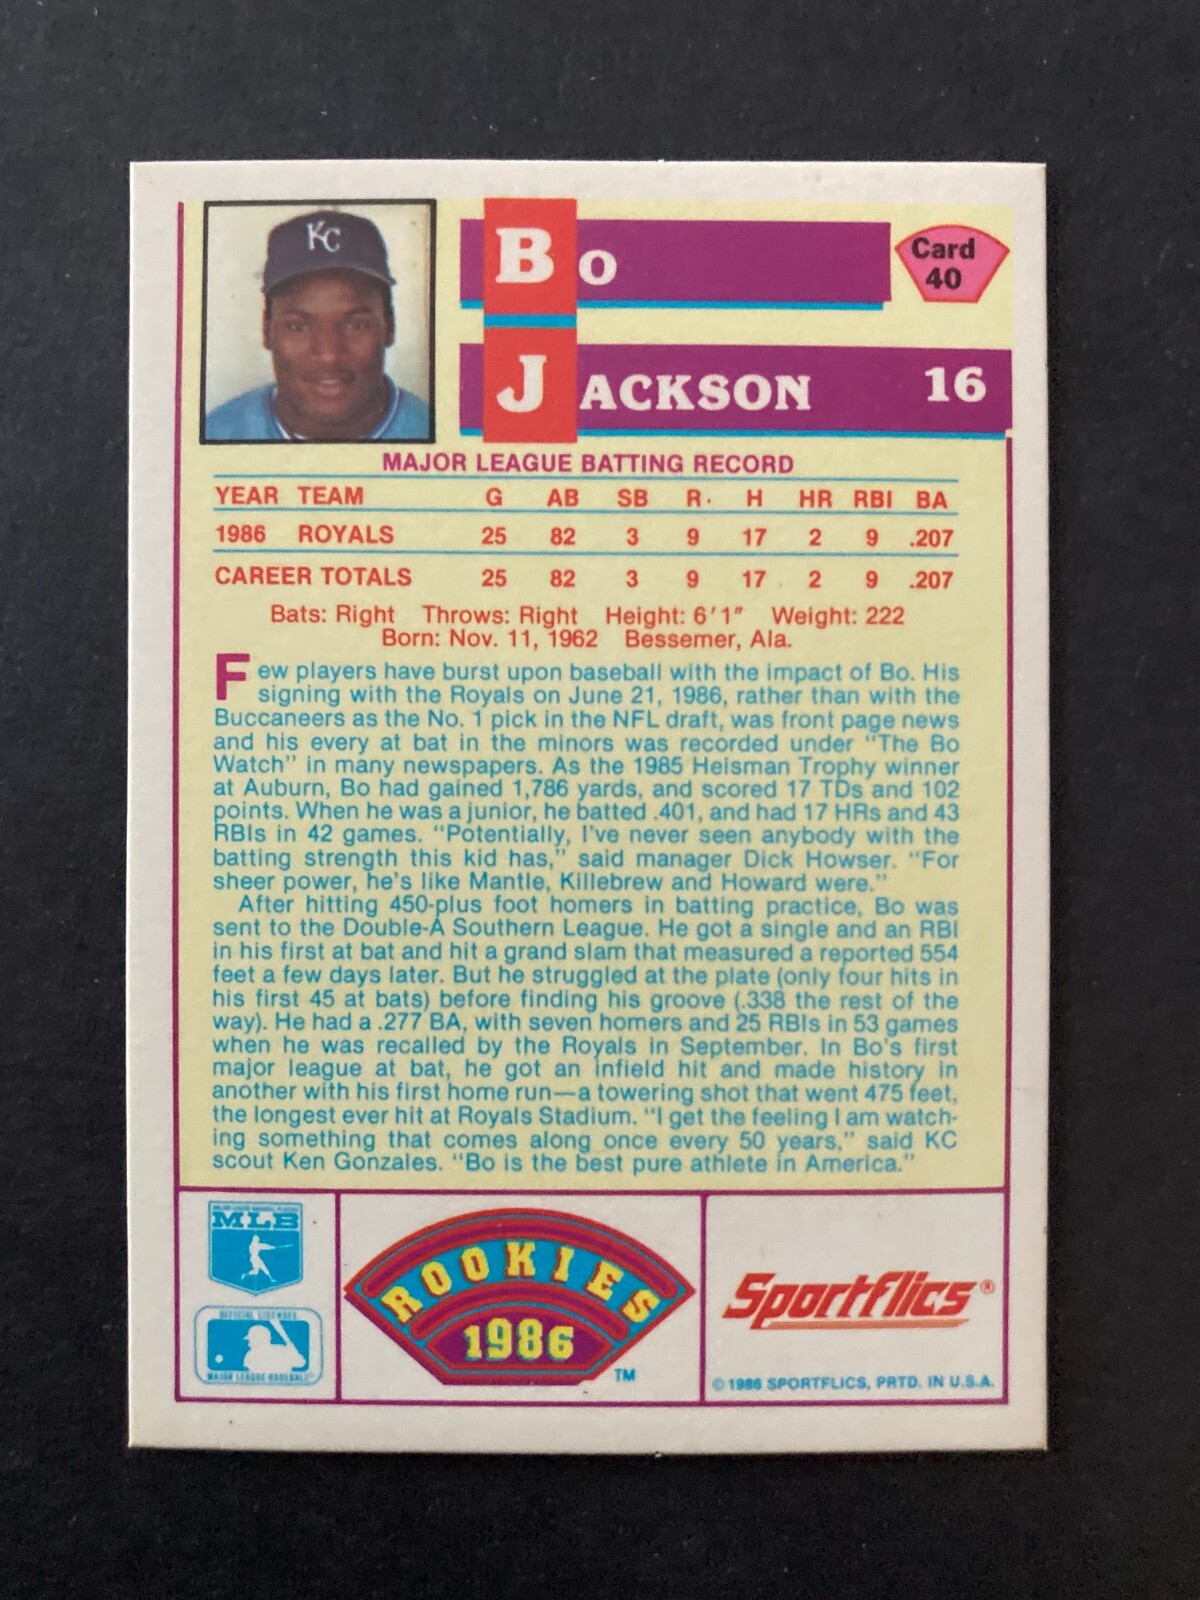 KC
Bo
Card
40
JACKSON 16
MAJOR LEAGUE BATTING RECORD
YEAR TEAM G AB SB R. H HR RBI BA
1986 ROYALS 25 82 3 9 17 2 9 .207
CAREER TOTALS 25 82 3 9 17 2 9 .207
Bats: Right Throws: Right Height: 6'1" Weight: 222
Born: Nov. 11, 1962 Bessemer, Ala.
Few players have burst upon baseball with the impact of Bo. His
signing with the Royals on June 21, 1986, rather than with the
Buccaneers as the No. 1 pick in the NFL draft, was front page news
and his every at bat in the minors was recorded under "The Bo
Watch" in many newspapers. As the 1985 Heisman Trophy winner
at Auburn, Bo had gained 1,786 yards, and scored 17 TDs and 102
points. When he was a junior, he batted .401, and had 17 HRs and 43
RBIs in 42 games. "Potentially, I've never seen anybody with the
batting strength this kid has," said manager Dick Howser. "For
sheer power, he's like Mantle, Killebrew and Howard were."
After hitting 450-plus foot homers in batting practice, Bo was
sent to the Double-A Southern League. He got a single and an RBI
in his first at bat and hit a grand slam that measured a reported 554
feet a few days later. But he struggled at the plate (only four hits in
his first 45 at bats) before finding his groove (.338 the rest of the
way). He had a .277 BA, with seven homers and 25 RBIs in 53 games
when he was recalled by the Royals in September. In Bo's first
major league at bat, he got an infield hit and made history in
another with his first home run—a towering shot that went 475 feet,
the longest ever hit at Royals Stadium. "I get the feeling I am watch-
ing something that comes along once every 50 years," said KC
scout Ken Gonzales. "Bo is the best pure athlete in America."
MAJOR LEAGUE BASEBALL PLAYERS
MLB
OFFICIAL LICENSEE
MAJOR LEAGUE BASEBALL®
ROOKIES
1986
TM
Sportflics®
© 1986 SPORTFLICS, PRTD. IN U.S.A.